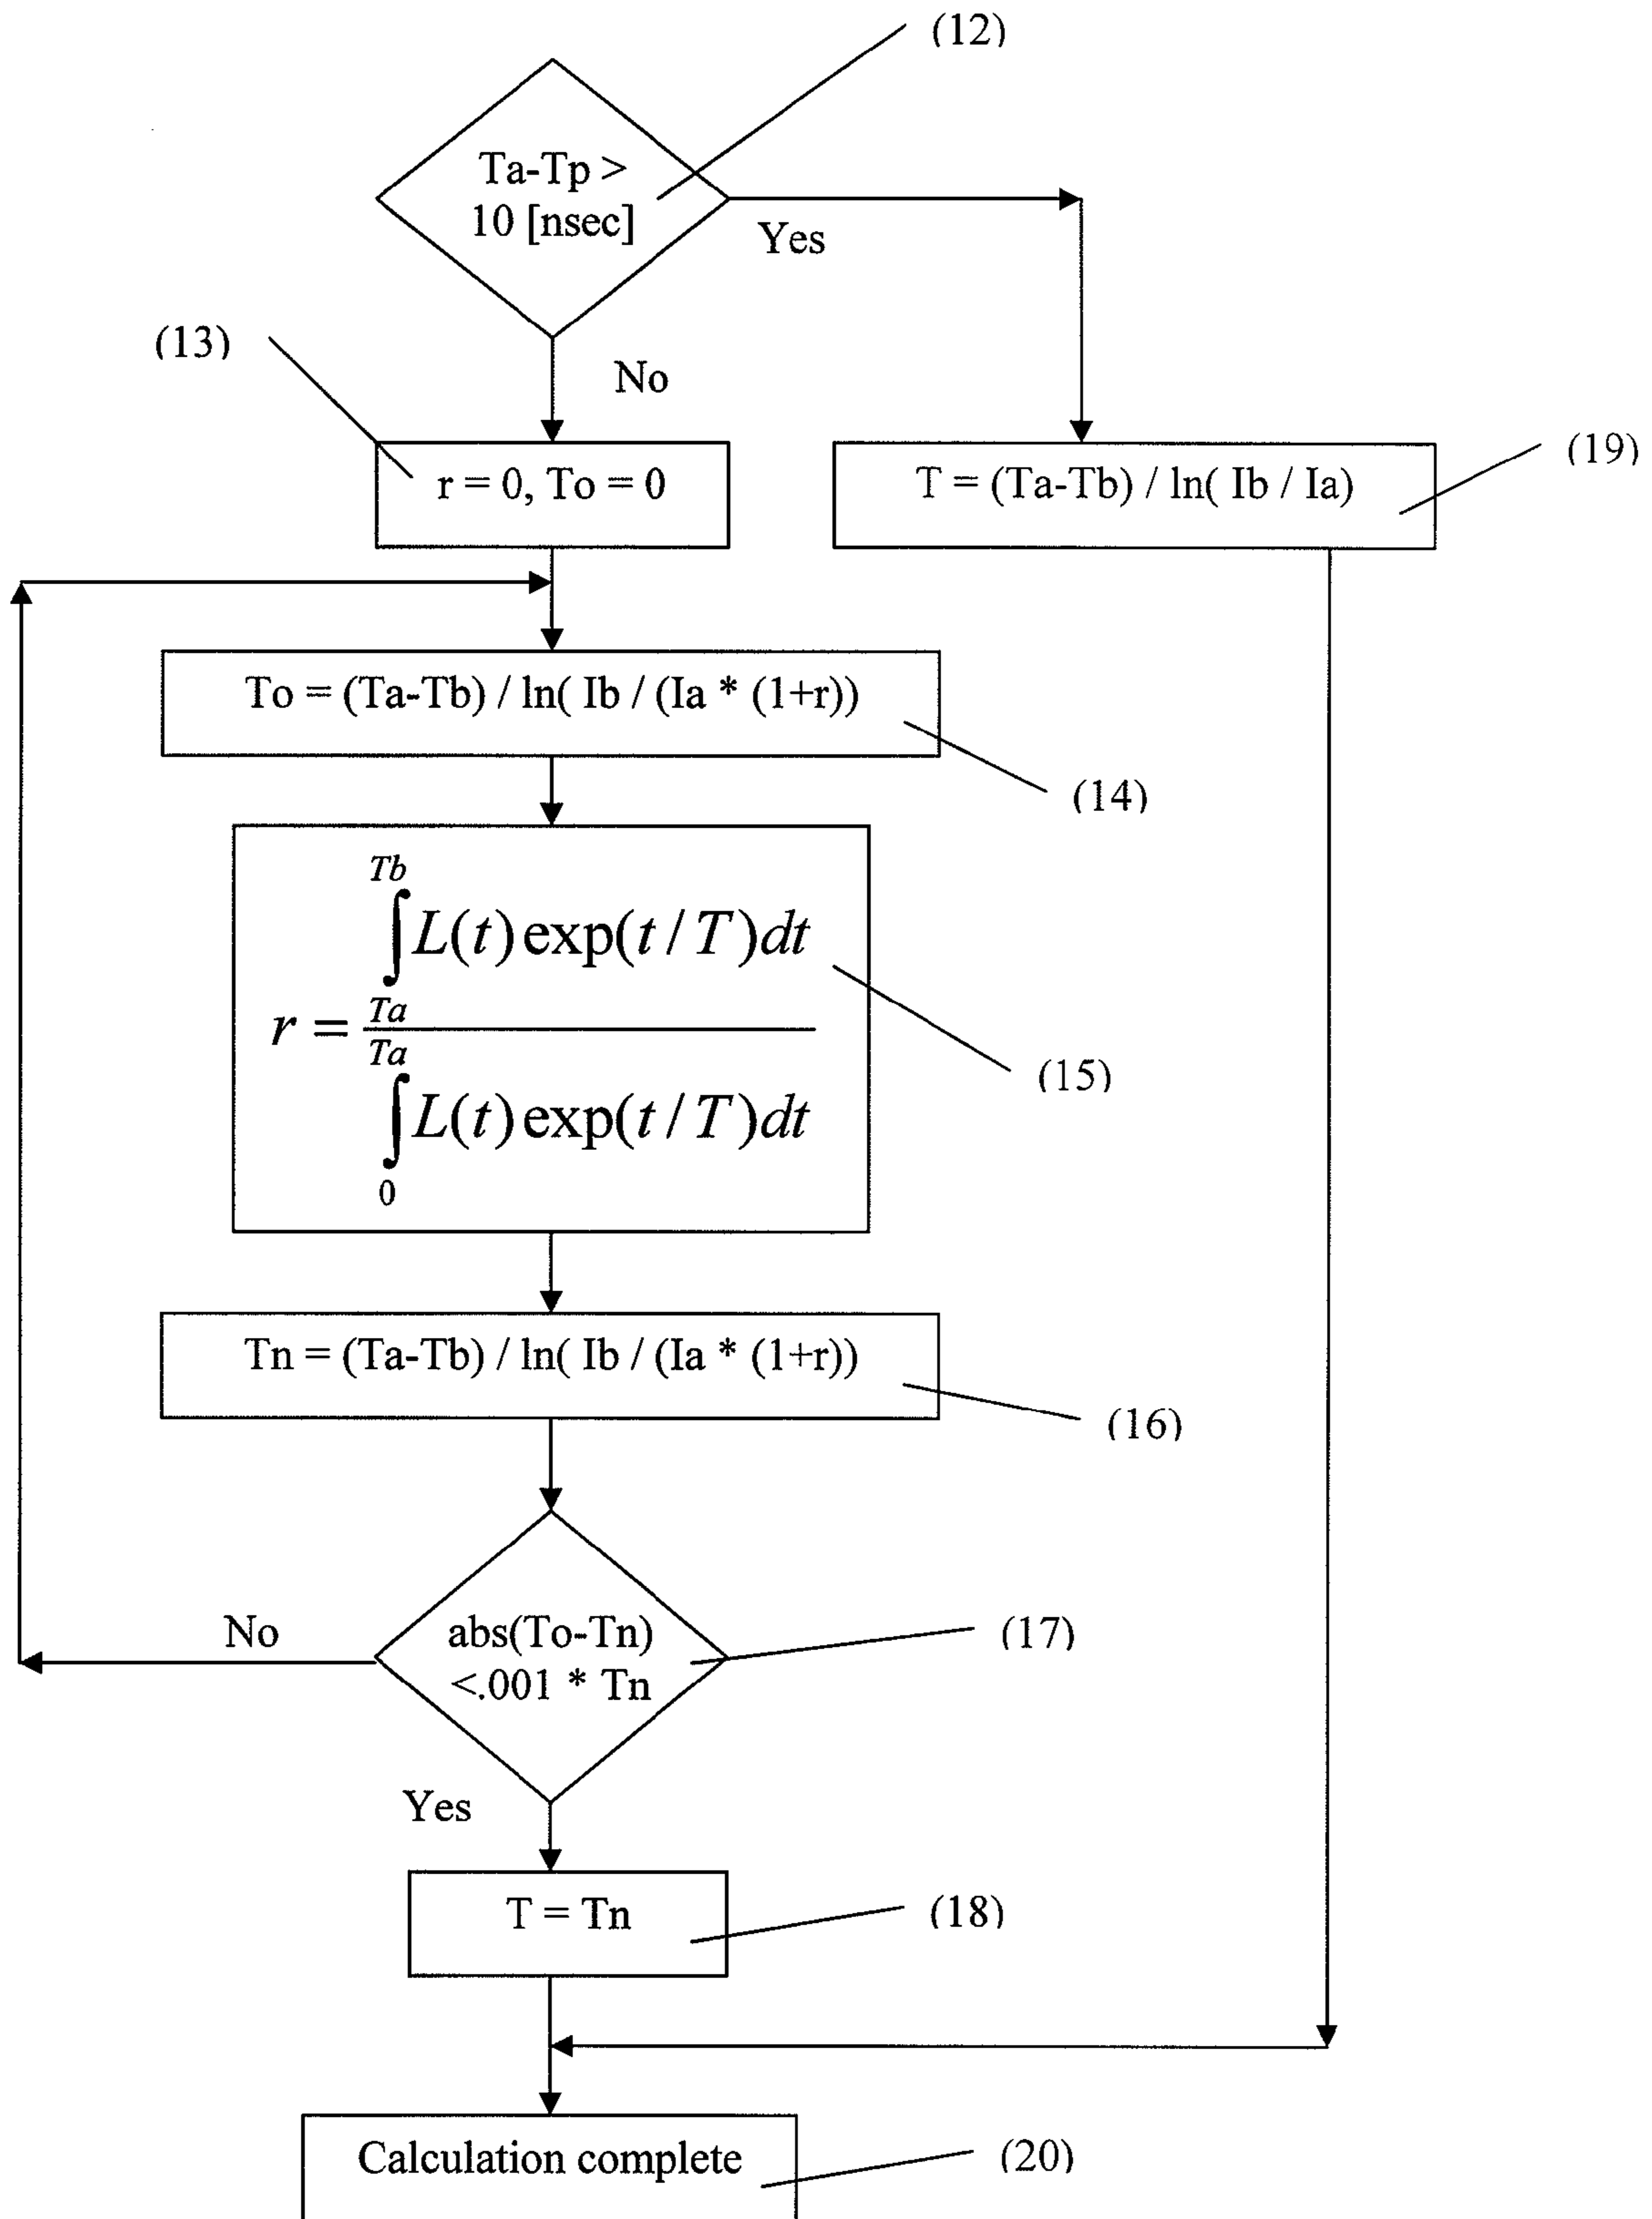 (12)
Ta-Tp >
10 [nsec]
Yes
(13)
No
r = 0, To = 0
T = (Ta-Tb) / ln( Ib / Ia)
(19)
To = (Ta-Tb) / ln( Ib / (Ia * (1+r))
(14)
Tb
∫L(t)exp(t/T)dt
Ta
r =
Ta
∫L(t)exp(t/T)dt
0
(15)
Tn = (Ta-Tb) / ln( Ib / (Ia * (1+r))
(16)
No
abs(To-Tn)
<.001 * Tn
(17)
Yes
T = Tn
(18)
Calculation complete
(20)